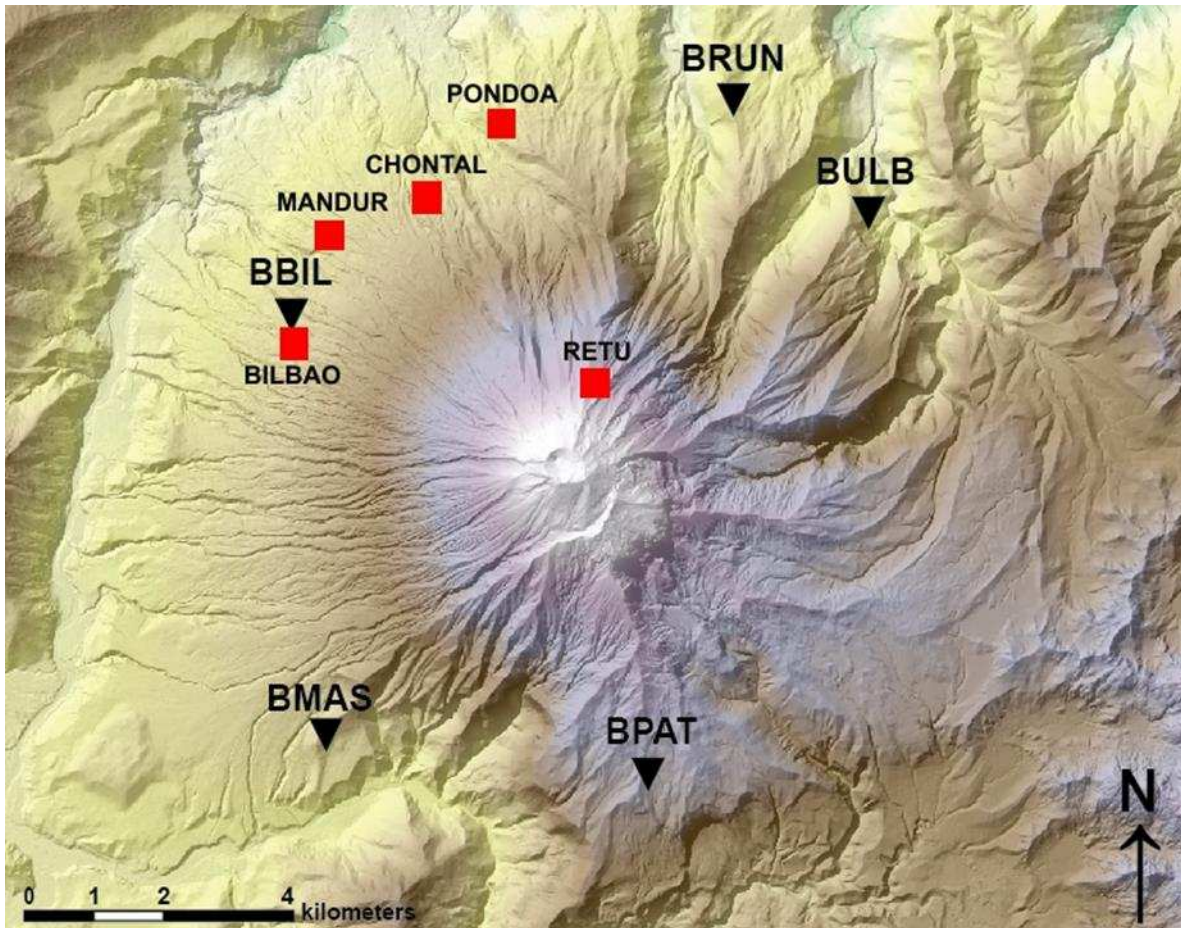 BRUN
PONDOA
CHONTAL
BULB
MANDUR
BBIL
RETU
BILBAO
BMAS
BPAT
N
0 1 2 4
kilometers